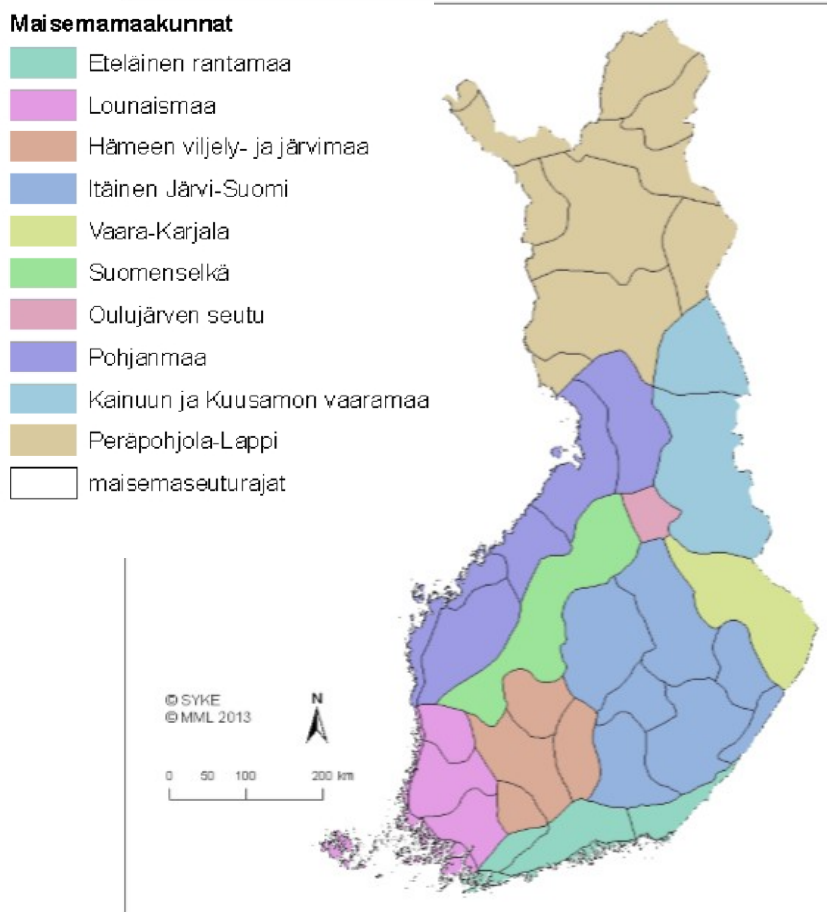 Maisemamaakunnat
Eteläinen rantamaa
Lounaismaa
Hämeen viljely- ja järvimaa
Itäinen Järvi-Suomi
Vaara-Karjala
Suomenselkä
Oulujärven seutu
Pohjanmaa
Kainuun ja Kuusamon vaaramaa
Peräpohjola-Lappi
maisemaseuturajat
© SYKE
© MML 2013
N
0 50 100 200 km